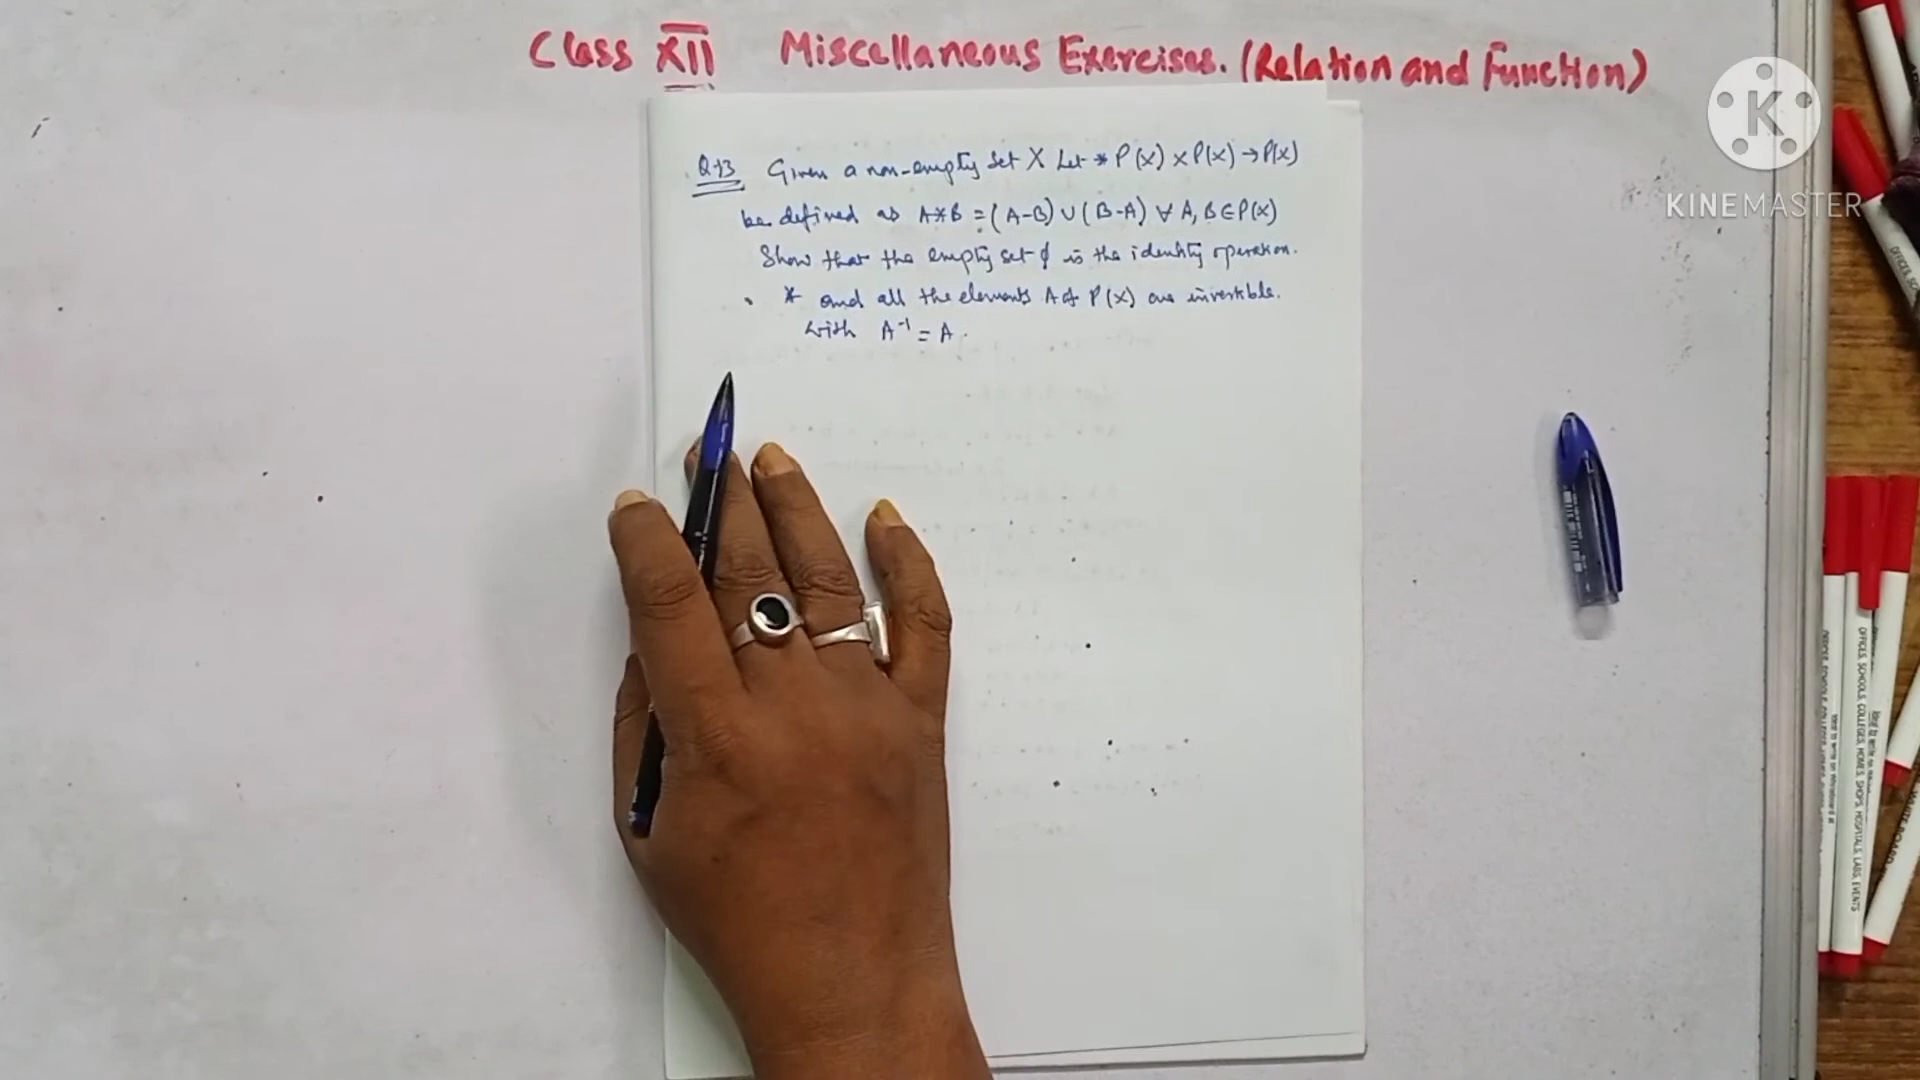 Class XII Miscellaneous Exercises. (Relation and Function)
K
KINEMASTER
Q.13 Given a non-empty set X Let * P(X) × P(X) → P(X)
be defined as A*B = (A-B) ∪ (B-A) ∀ A, B ∈ P(X)
Show that the empty set ϕ is the identity operation.
* and all the elements A of P(X) are invertible.
with A⁻¹ = A.